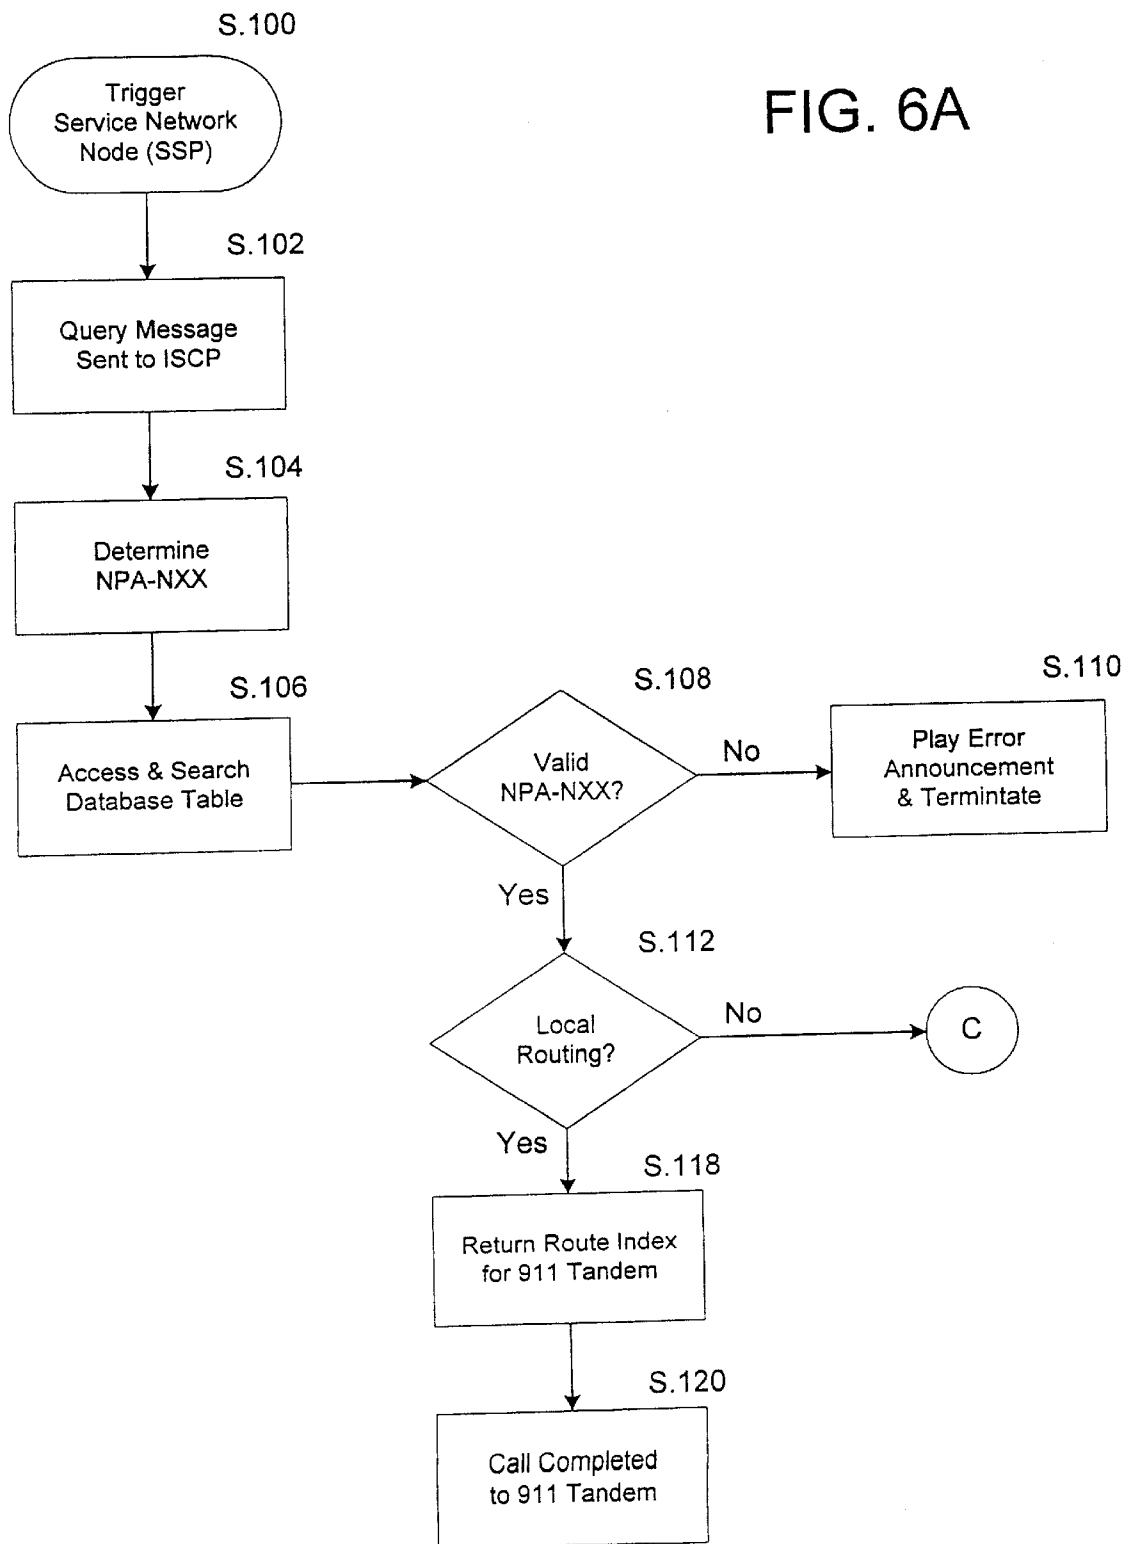 S.100
FIG. 6A
Trigger
Service Network
Node (SSP)
S.102
Query Message
Sent to ISCP
S.104
Determine
NPA-NXX
S.106
Access & Search
Database Table
S.108
Valid
NPA-NXX?
No
S.110
Play Error
Announcement
& Termintate
Yes
S.112
Local
Routing?
No
C
Yes
S.118
Return Route Index
for 911 Tandem
S.120
Call Completed
to 911 Tandem